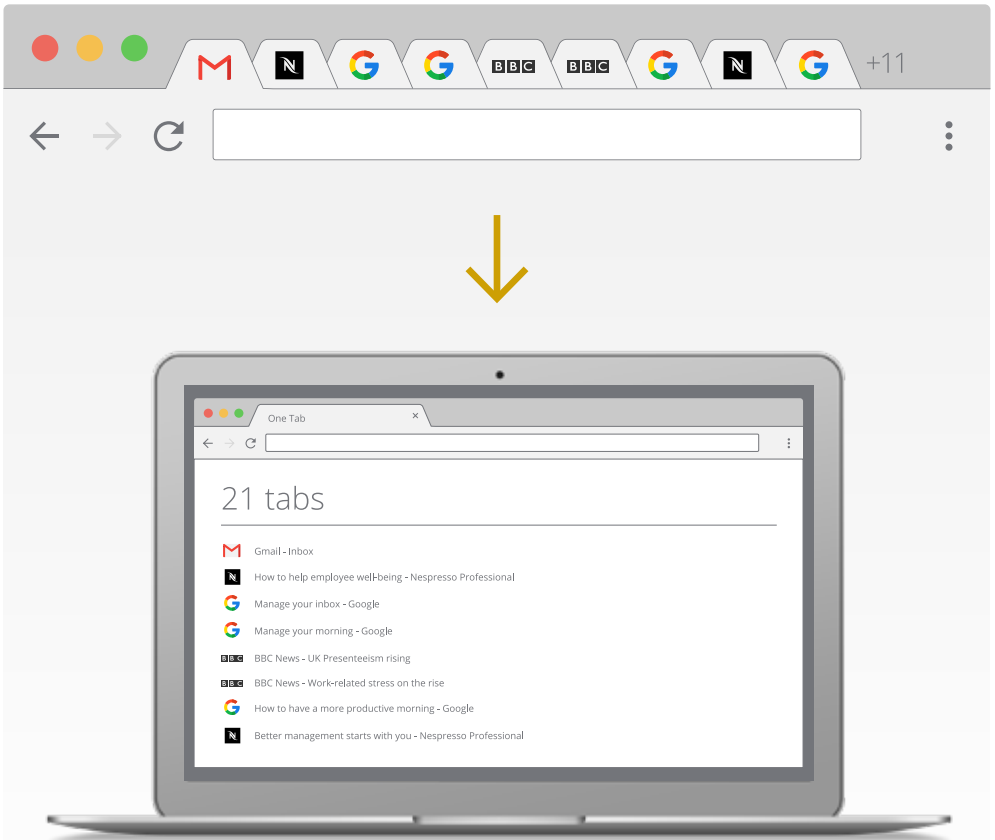 BBC BBC +11
One Tab
21 tabs
Gmail - Inbox
How to help employee well-being - Nespresso Professional
Manage your inbox - Google
Manage your morning - Google
BBC BBC News - UK Presenteeism rising
BBC BBC News - Work-related stress on the rise
How to have a more productive morning - Google
Better management starts with you - Nespresso Professional